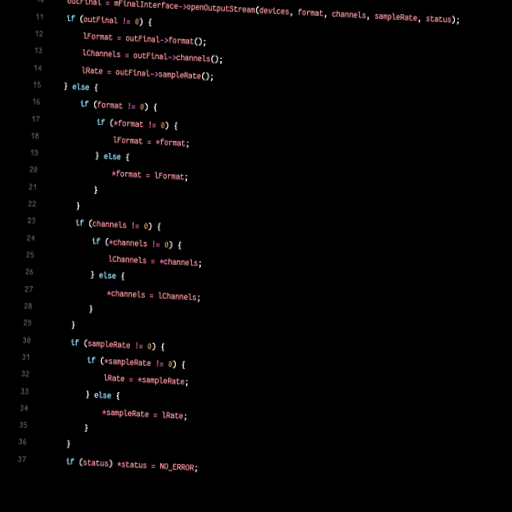 10 outFinal = mFinalInterface->openOutputStream(devices, format, channels, sampleRate, status);
11 if (outFinal != 0) {
12 lFormat = outFinal->format();
13 lChannels = outFinal->channels();
14 lRate = outFinal->sampleRate();
15 } else {
16 if (format != 0) {
17 if (*format != 0) {
18 lFormat = *format;
19 } else {
20 *format = lFormat;
21 }
22 }
23 if (channels != 0) {
24 if (*channels != 0) {
25 lChannels = *channels;
26 } else {
27 *channels = lChannels;
28 }
29 }
30 if (sampleRate != 0) {
31 if (*sampleRate != 0) {
32 lRate = *sampleRate;
33 } else {
34 *sampleRate = lRate;
35 }
36 }
37 if (status) *status = NO_ERROR;